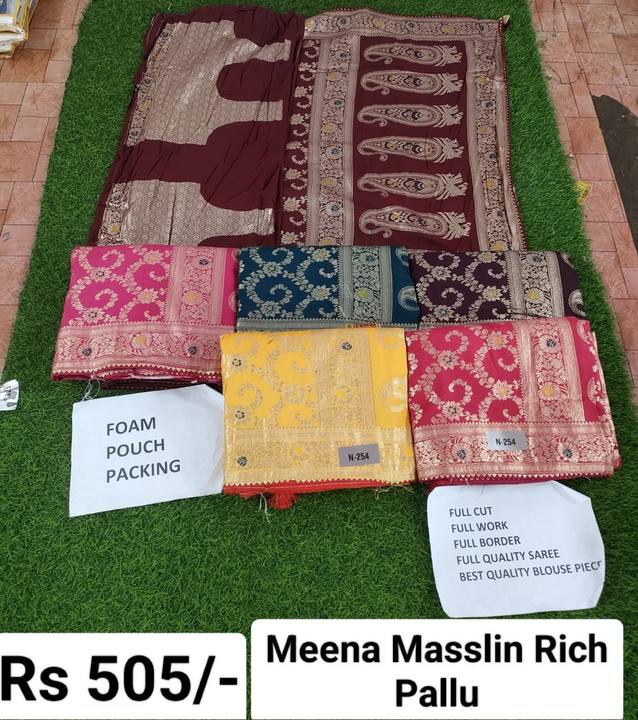 FOAM
POUCH
PACKING
N-254
N-254
FULL CUT
FULL WORK
FULL BORDER
FULL QUALITY SAREE
BEST QUALITY BLOUSE PIECE
Rs 505/-
Meena Masslin Rich
Pallu